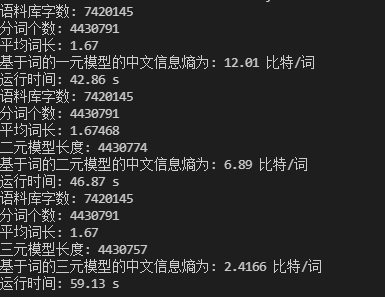 语料库字数: 7420145
分词个数: 4430791
平均词长: 1.67
基于词的一元模型的中文信息熵为: 12.01 比特/词
运行时间: 42.86 s
语料库字数: 7420145
分词个数: 4430791
平均词长: 1.67468
二元模型长度: 4430774
基于词的二元模型的中文信息熵为: 6.89 比特/词
运行时间: 46.87 s
语料库字数: 7420145
分词个数: 4430791
平均词长: 1.67
三元模型长度: 4430757
基于词的三元模型的中文信息熵为: 2.4166 比特/词
运行时间: 59.13 s